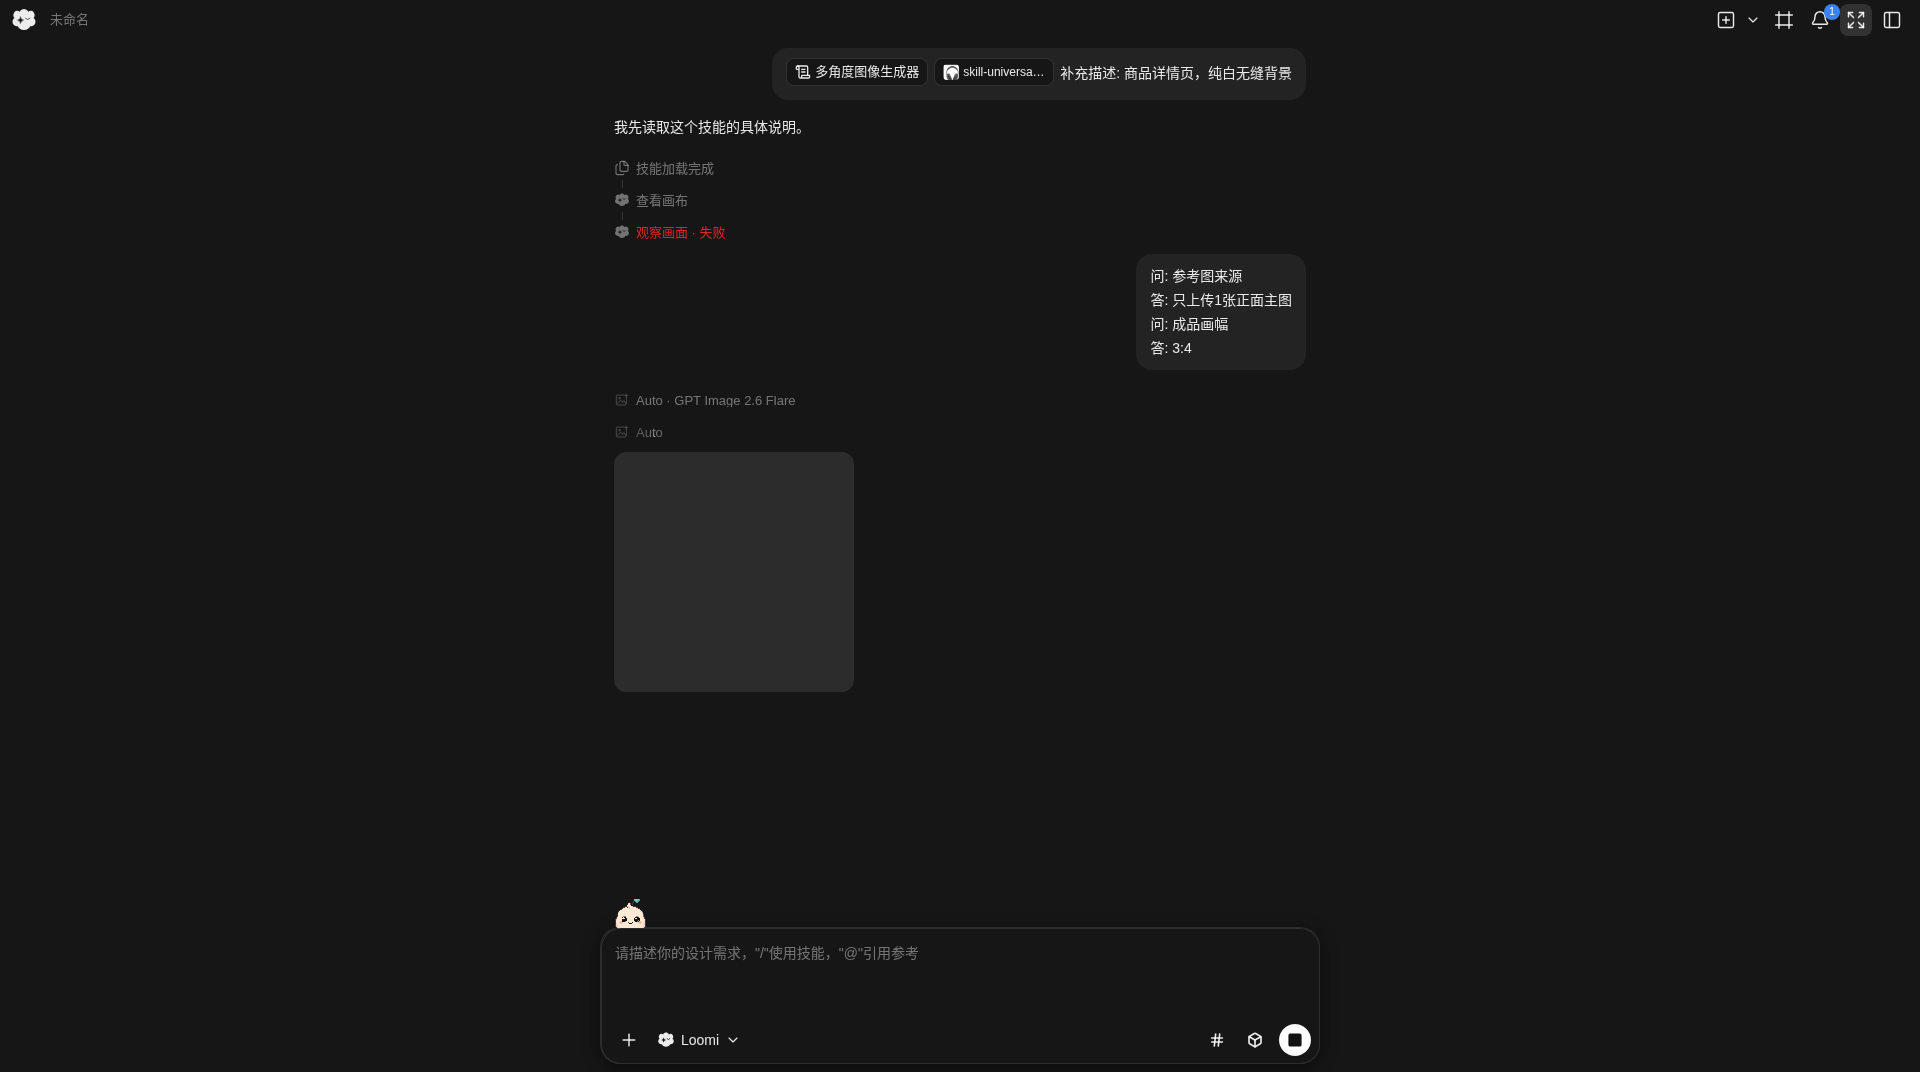 未命名
1
多角度图像生成器 skill-universa... 补充描述: 商品详情页，纯白无缝背景
我先读取这个技能的具体说明。
技能加载完成
查看画布
观察画面 · 失败
问: 参考图来源
答: 只上传1张正面主图
问: 成品画幅
答: 3:4
Auto · GPT Image 2.6 Flare
Auto
请描述你的设计需求，"/"使用技能，"@"引用参考
Loomi